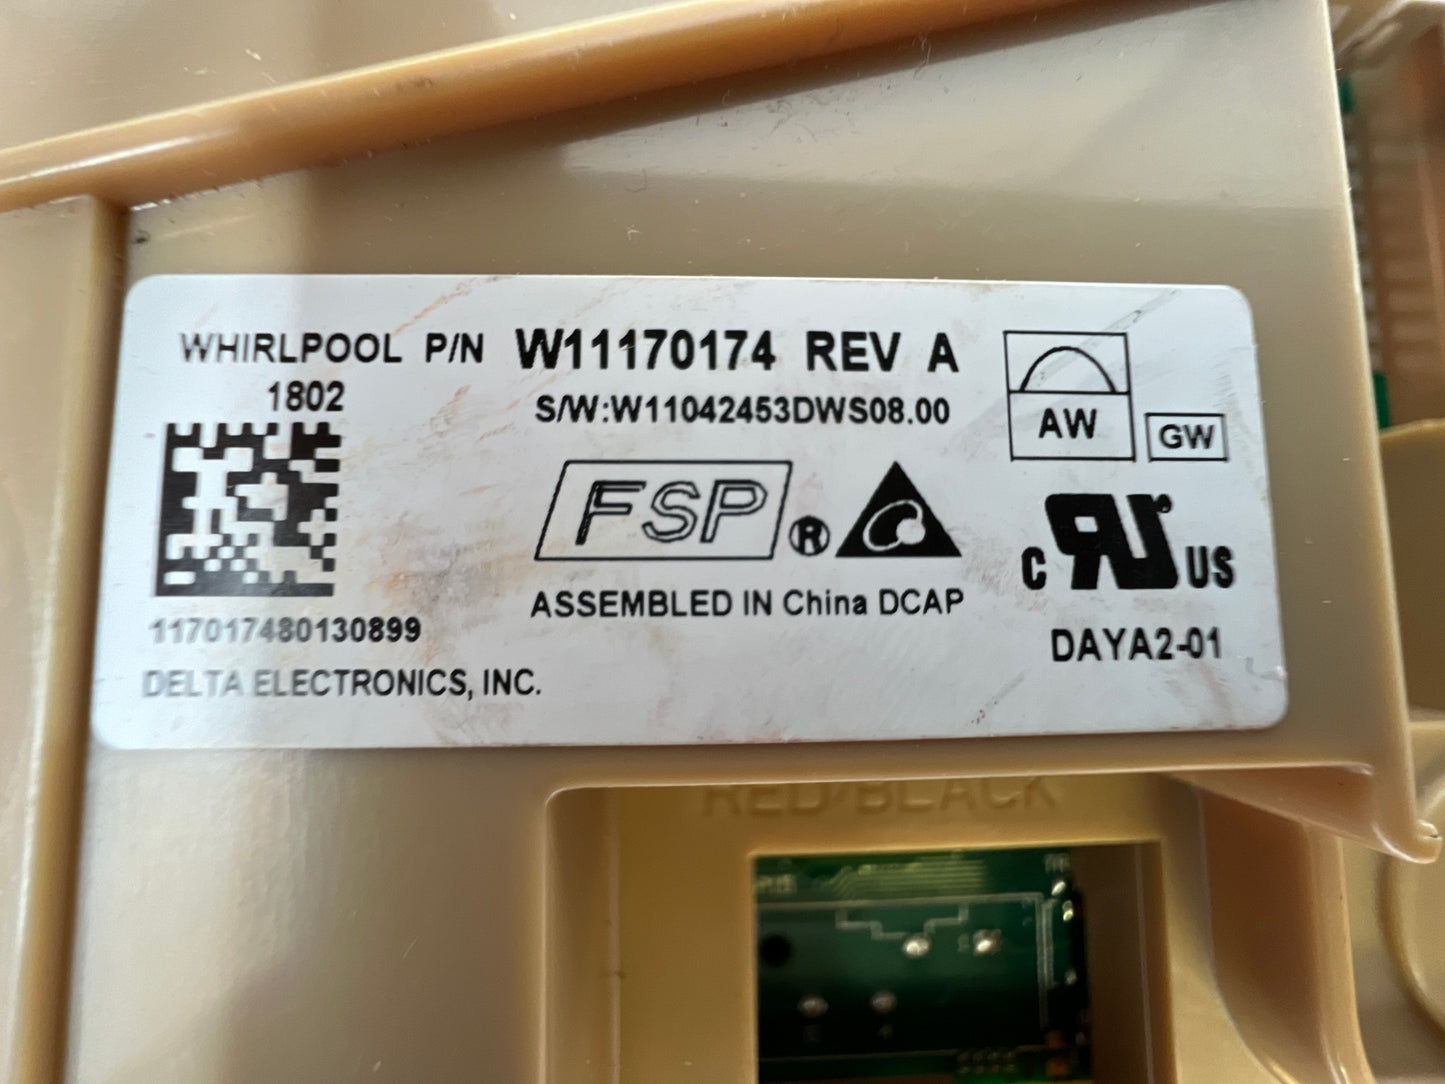 WHIRLPOOL P/N W11170174 REV A
1802
S/W:W11042453DWS08.00
AW
GW
FSP®
C UR® US
ASSEMBLED IN China DCAP
117017480130899
DAYA2-01
DELTA ELECTRONICS, INC.
RED/BLACK